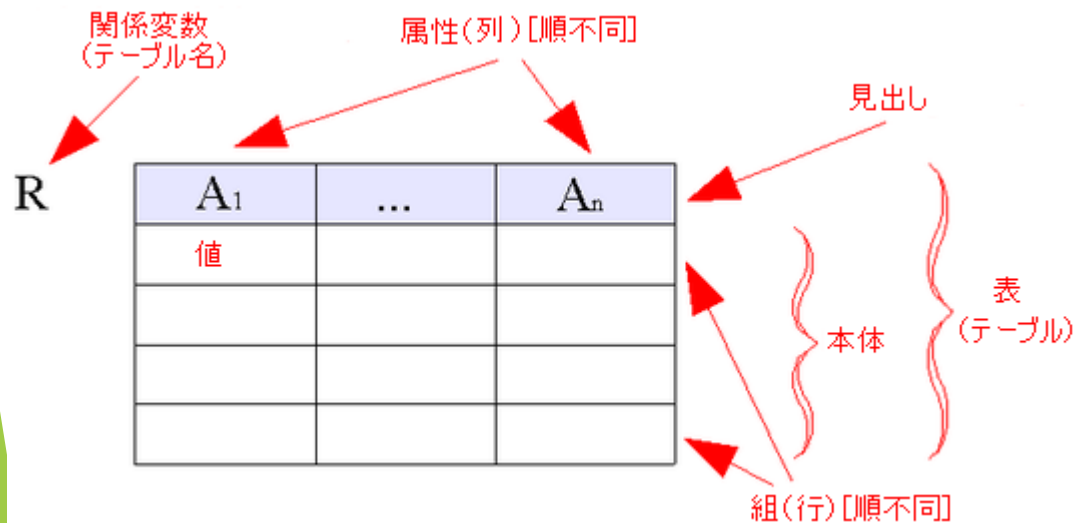 関係変数
(テーブル名)
属性(列)[順不同]
見出し
R
A₁ ... Aₙ
値
本体
表
(テーブル)
組(行)[順不同]